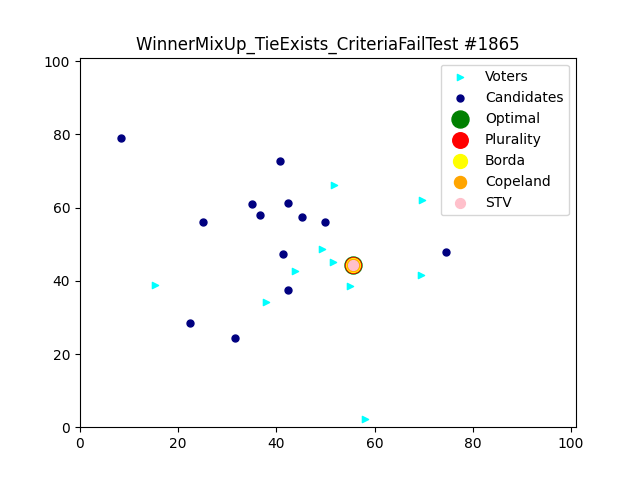 WinnerMixUp_TieExists_CriteriaFailTest #1865
100
80
60
40
20
0
0 20 40 60 80 100
Voters
Candidates
Optimal
Plurality
Borda
Copeland
STV